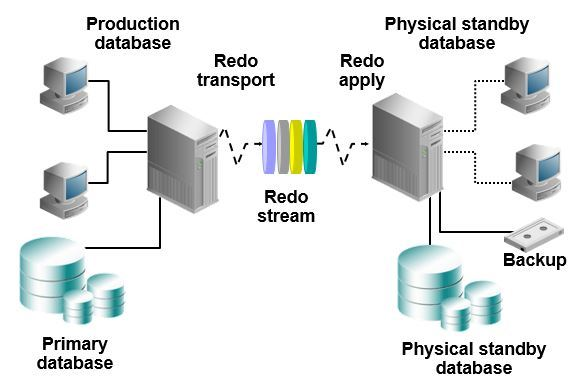 Production
database
Redo
transport
Redo
apply
Physical standby
database
Redo
stream
Backup
Primary
database
Physical standby
database